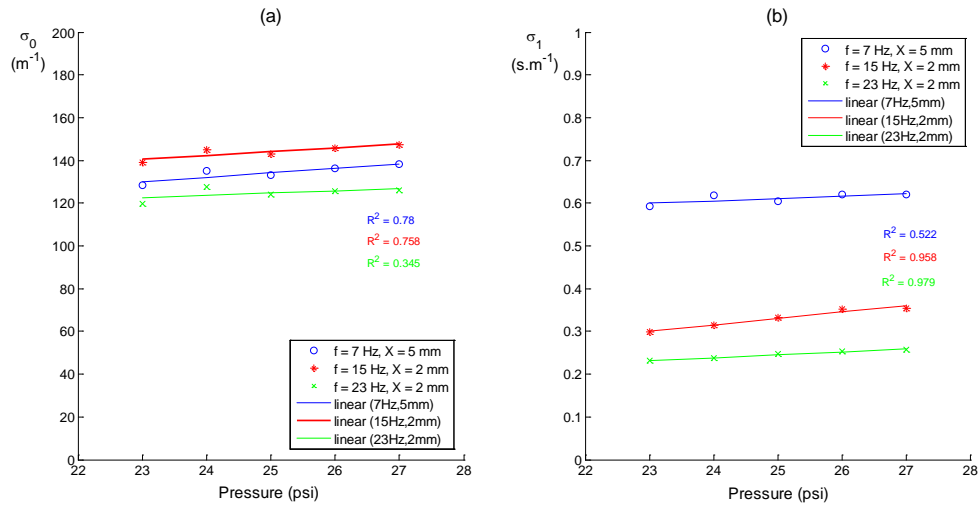 (a)
σ0
(m-1)
200
180
160
140
120
100
80
60
40
20
0
22
23
24
25
26
27
28
Pressure (psi)
R2 = 0.78
R2 = 0.758
R2 = 0.345
f = 7 Hz, X = 5 mm
f = 15 Hz, X = 2 mm
f = 23 Hz, X = 2 mm
linear (7Hz,5mm)
linear (15Hz,2mm)
linear (23Hz,2mm)
(b)
σ1
(s.m-1)
1
0.9
0.8
0.7
0.6
0.5
0.4
0.3
0.2
0.1
0
22
23
24
25
26
27
28
Pressure (psi)
f = 7 Hz, X = 5 mm
f = 15 Hz, X = 2 mm
f = 23 Hz, X = 2 mm
linear (7Hz,5mm)
linear (15Hz,2mm)
linear (23Hz,2mm)
R2 = 0.522
R2 = 0.958
R2 = 0.979